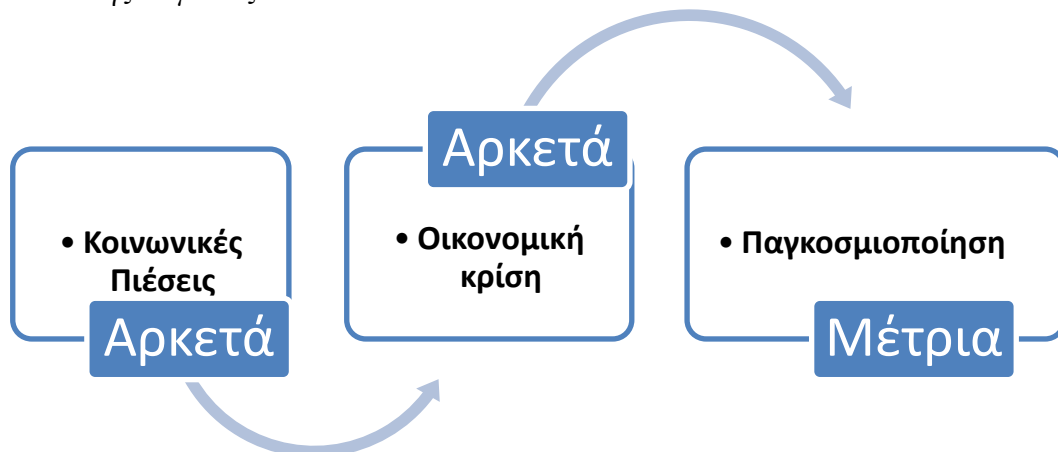 • Κοινωνικές
Πιέσεις
Αρκετά
Αρκετά
• Οικονομική
κρίση
• Παγκοσμιοποίηση
Μέτρια